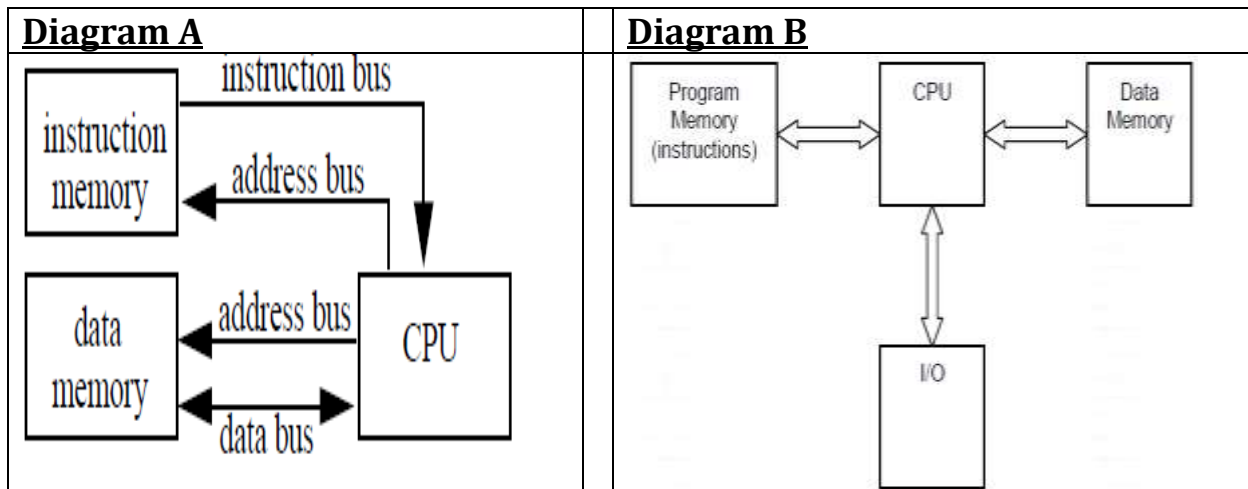 Diagram A
instruction bus
instruction
memory
address bus
data
memory
address bus
CPU
data bus
Diagram B
Program
Memory
(instructions)
CPU
Data
Memory
I/O